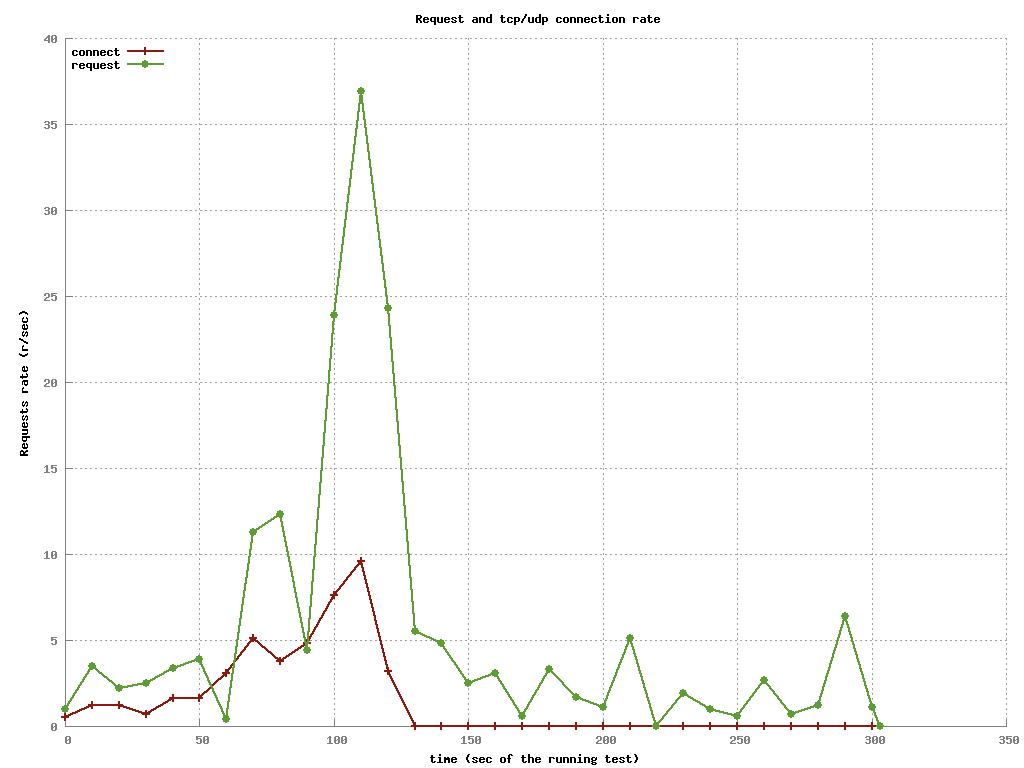 Request and tcp/udp connection rate
connect
request
40
35
30
25
20
15
10
5
0
Requests rate (r/sec)
0 50 100 150 200 250 300 350
time (sec of the running test)